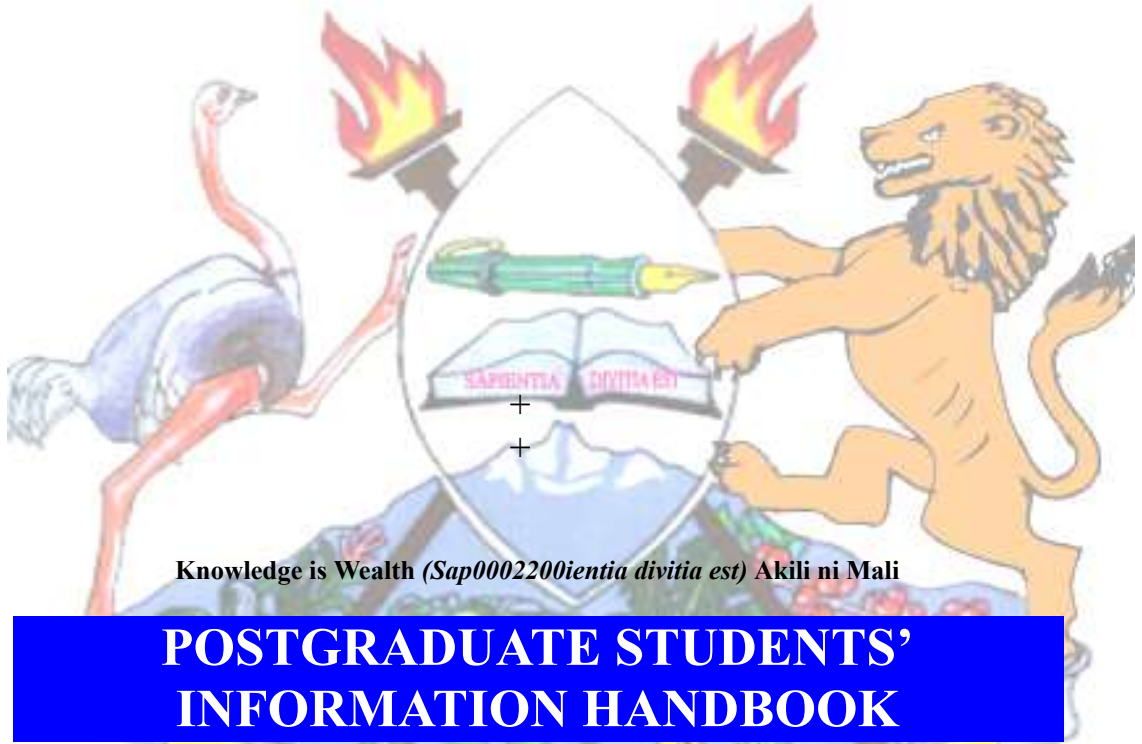 SAPIENTIA DIVITIA EST
Knowledge is Wealth (Sap0002200ientia divitia est) Akili ni Mali
POSTGRADUATE STUDENTS’
INFORMATION HANDBOOK